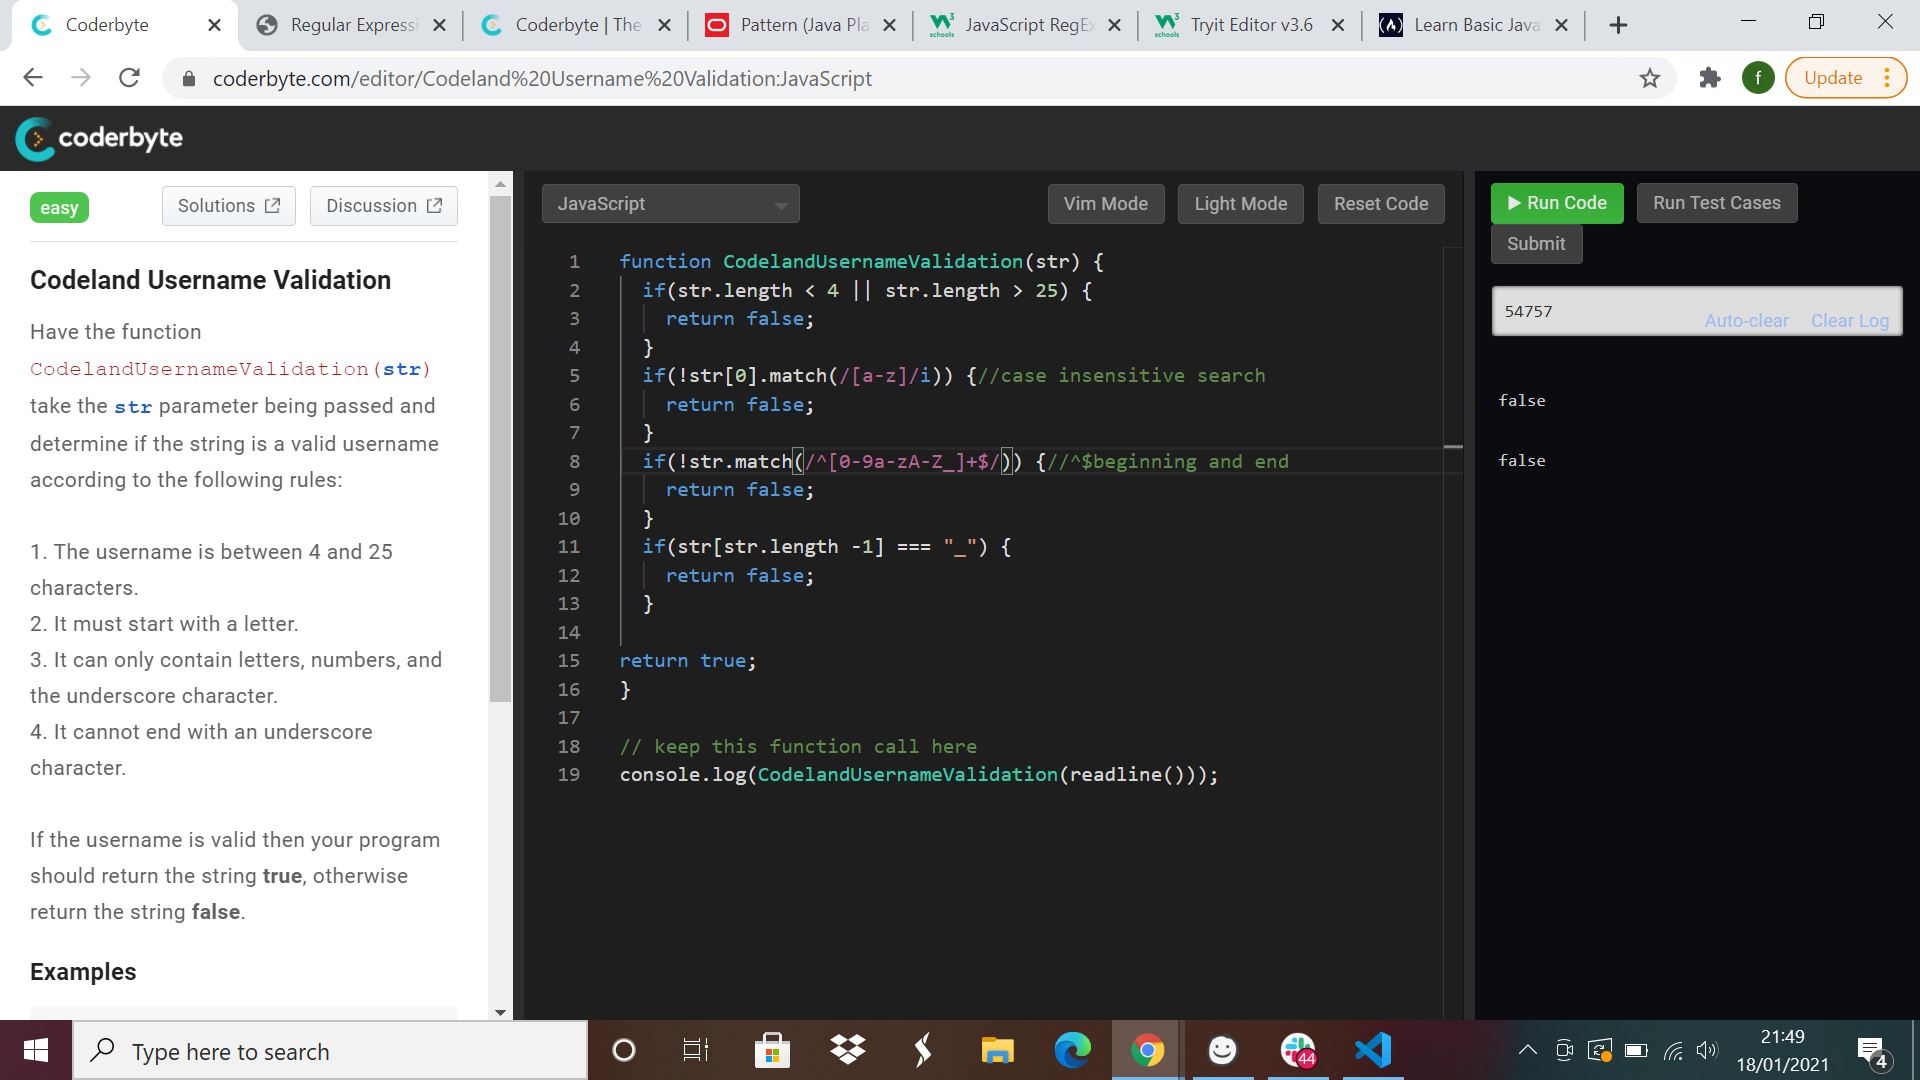 Coderbyte
Regular Expressi
Coderbyte | The
Pattern (Java Pla
JavaScript RegEx
Tryit Editor v3.6
Learn Basic Java
coderbyte.com/editor/Codeland%20Username%20Validation:JavaScript
f
Update
coderbyte
easy
Solutions
Discussion
Codeland Username Validation
Have the function
CodelandUsernameValidation(str)
take the str parameter being passed and
determine if the string is a valid username
according to the following rules:
1. The username is between 4 and 25
characters.
2. It must start with a letter.
3. It can only contain letters, numbers, and
the underscore character.
4. It cannot end with an underscore
character.
If the username is valid then your program
should return the string true, otherwise
return the string false.
Examples
JavaScript
Vim Mode
Light Mode
Reset Code
1 function CodelandUsernameValidation(str) {
2 if(str.length < 4 || str.length > 25) {
3 return false;
4 }
5 if(!str[0].match(/[a-z]/i)) {//case insensitive search
6 return false;
7 }
8 if(!str.match(/^[0-9a-zA-Z_]+$/)) {//^$beginning and end
9 return false;
10 }
11 if(str[str.length -1] === "_") {
12 return false;
13 }
14
15 return true;
16 }
17
18 // keep this function call here
19 console.log(CodelandUsernameValidation(readline()));
Run Code
Run Test Cases
Submit
54757
Auto-clear
Clear Log
false
false
Type here to search
44
21:49
18/01/2021
4